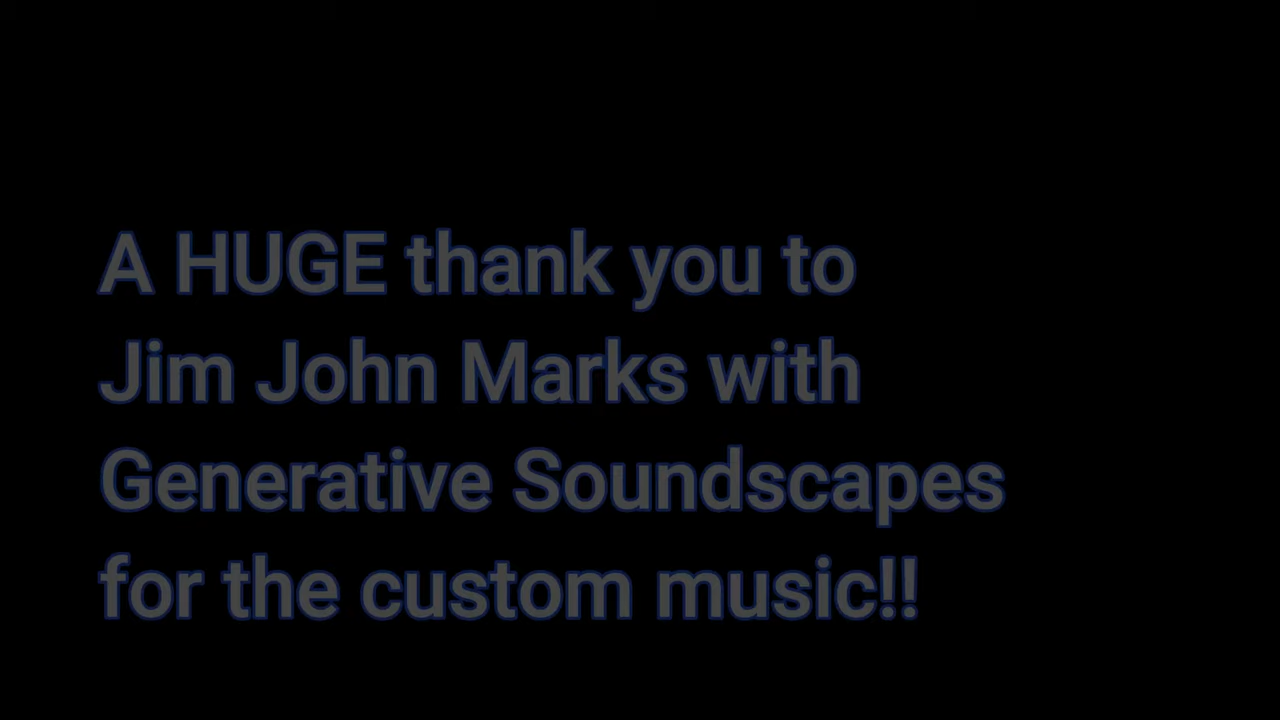 A HUGE thank you to
Jim John Marks with
Generative Soundscapes
for the custom music!!